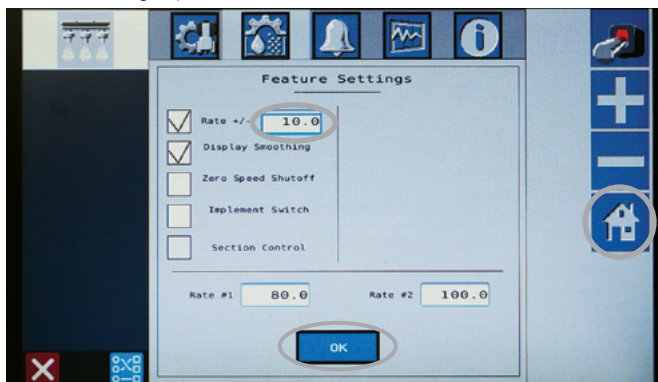 Feature Settings
Rate +/- 10.0
Display Smoothing
Zero Speed Shutoff
Implement Switch
Section Control
Rate #1 80.0 Rate #2 100.0
OK